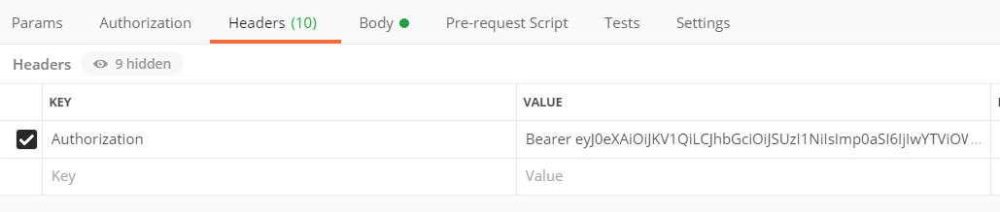 Params Authorization Headers (10) Body Pre-request Script Tests Settings
Headers 9 hidden
KEY VALUE
Authorization Bearer eyJ0eXAiOiJKV1QiLCJhbGciOiJSUzI1NiIsImp0aSI6IjIwYTViOW...
Key Value